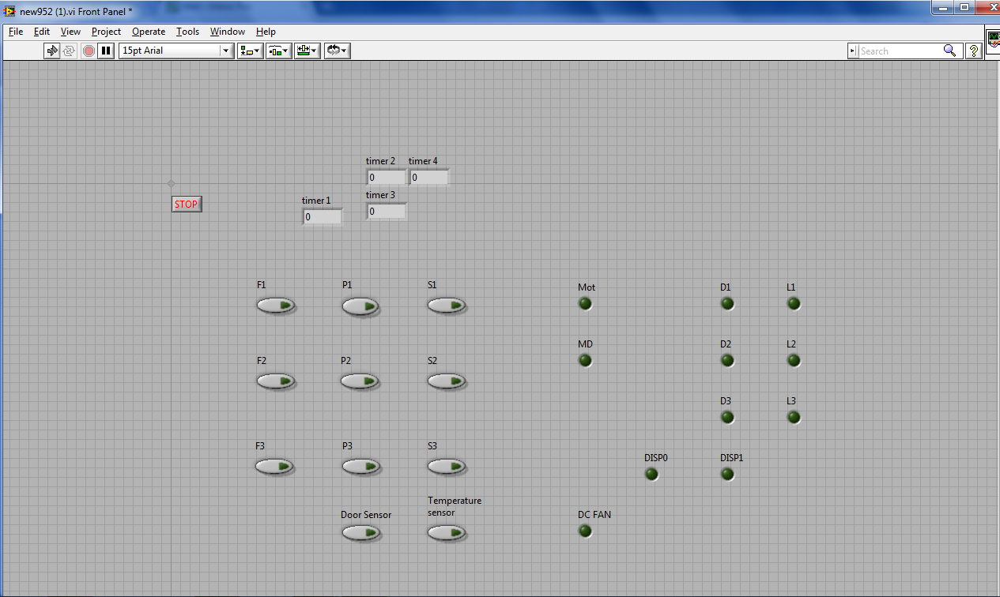 new952 (1).vi Front Panel *
File Edit View Project Operate Tools Window Help
15pt Arial
Search
?
timer 2 timer 4
0 0
timer 1 timer 3
0 0
STOP
F1 P1 S1 Mot D1 L1
F2 P2 S2 MD D2 L2
D3 L3
F3 P3 S3 DISP0 DISP1
Temperature
sensor
Door Sensor DC FAN